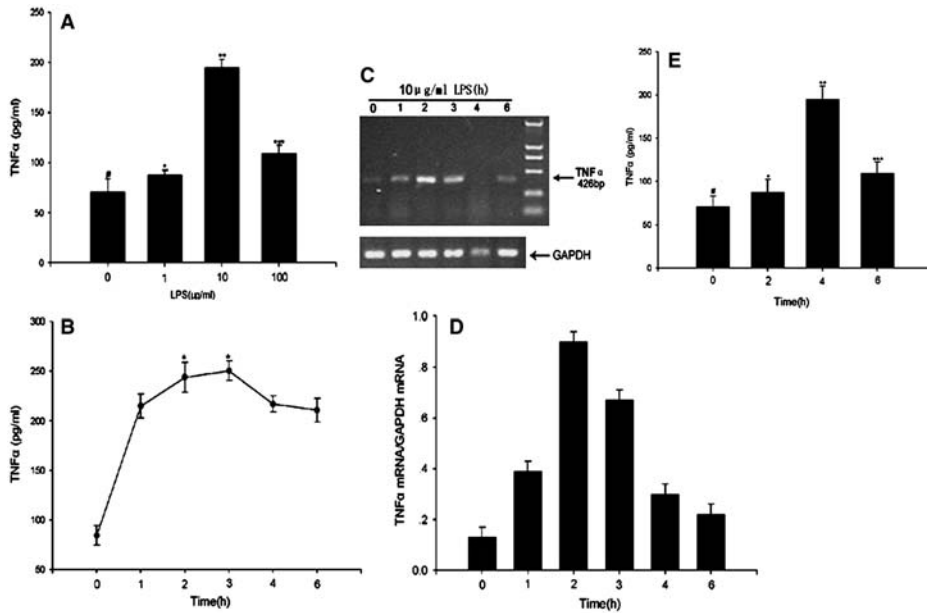 A
250
200
150
100
50
0
TNFα (pg/ml)
#
*
**
***
0 1 10 100
LPS(μg/ml)
B
300
250
200
150
100
50
TNFα (pg/ml)
*
*
0 1 2 3 4 6
Time(h)
C
10μg/ml LPS(h)
0 1 2 3 4 6
TNFα
426bp
GAPDH
D
1.0
.8
.6
.4
.2
0.0
TNFα mRNA/GAPDH mRNA
0 1 2 3 4 6
Time(h)
E
250
200
150
100
50
0
TNFα (pg/ml)
#
*
**
***
0 2 4 6
Time(h)